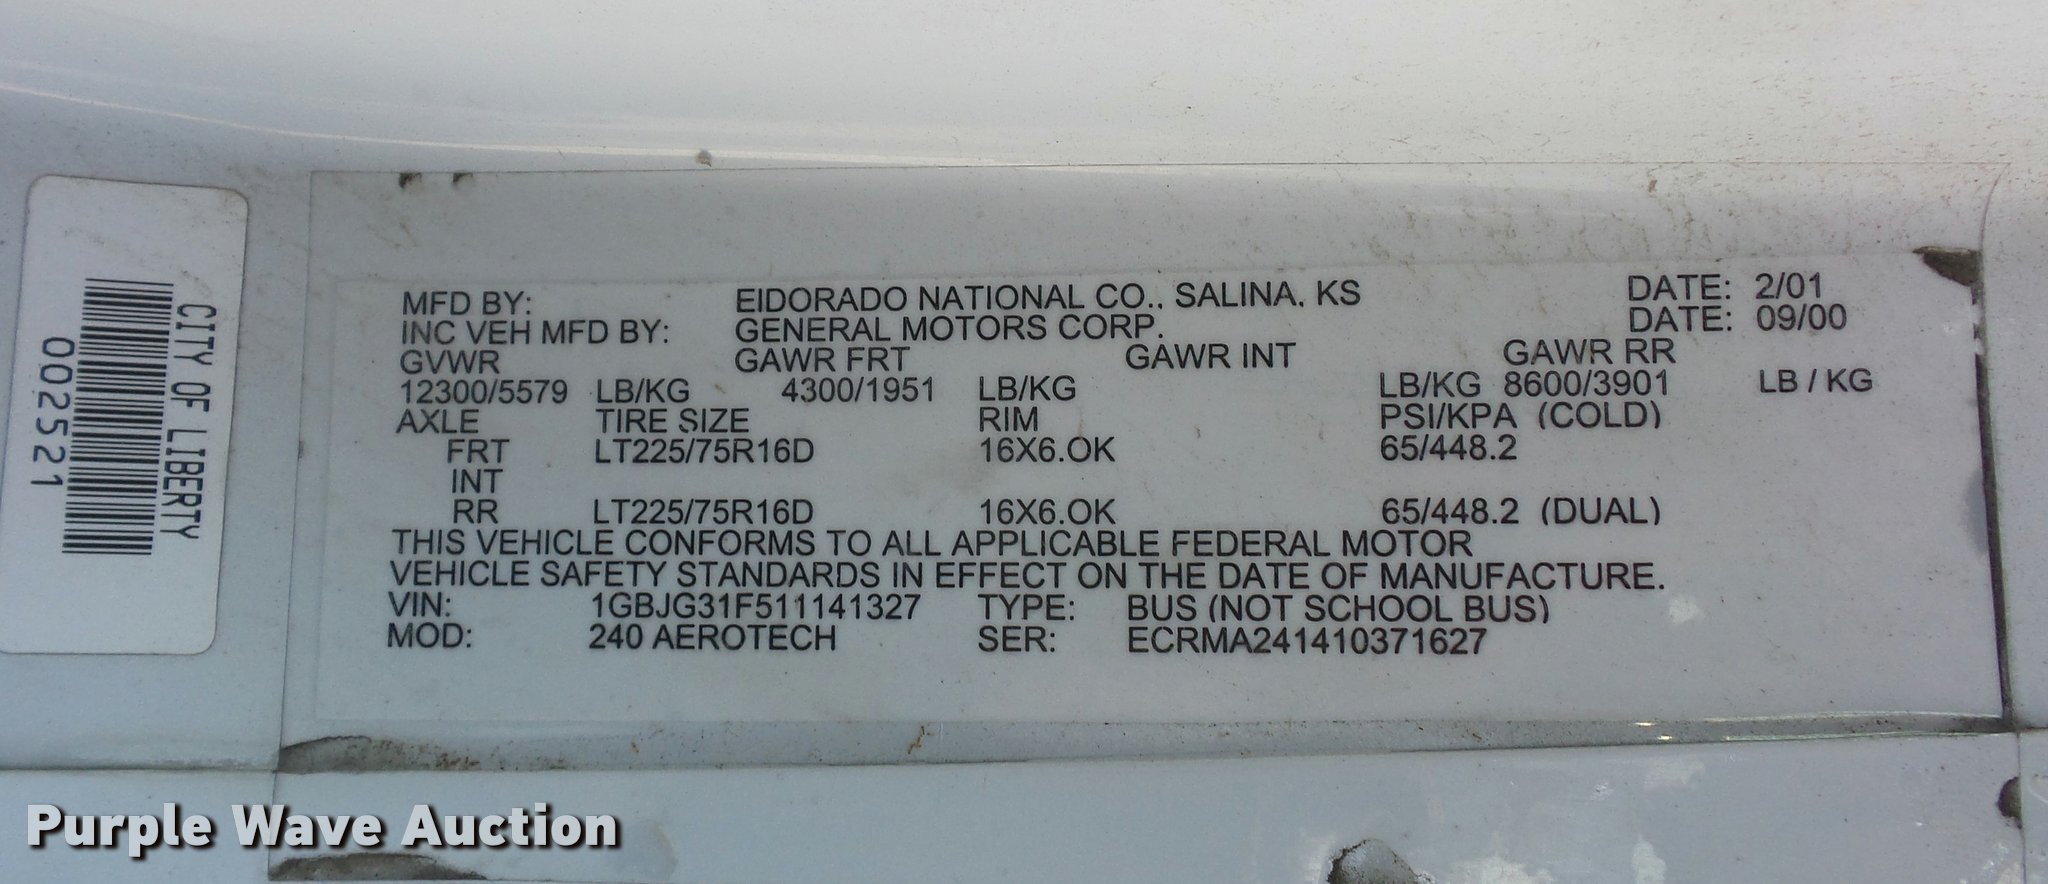 CITY OF LIBERTY
002521
MFD BY: EIDORADO NATIONAL CO., SALINA. KS DATE: 2/01
INC VEH MFD BY: GENERAL MOTORS CORP. DATE: 09/00
GVWR GAWR FRT GAWR INT GAWR RR
12300/5579 LB/KG 4300/1951 LB/KG LB/KG 8600/3901 LB / KG
AXLE TIRE SIZE RIM PSI/KPA (COLD)
FRT LT225/75R16D 16X6.OK 65/448.2
INT
RR LT225/75R16D 16X6.OK 65/448.2 (DUAL)
THIS VEHICLE CONFORMS TO ALL APPLICABLE FEDERAL MOTOR
VEHICLE SAFETY STANDARDS IN EFFECT ON THE DATE OF MANUFACTURE.
VIN: 1GBJG31F511141327 TYPE: BUS (NOT SCHOOL BUS)
MOD: 240 AEROTECH SER: ECRMA241410371627
Purple Wave Auction